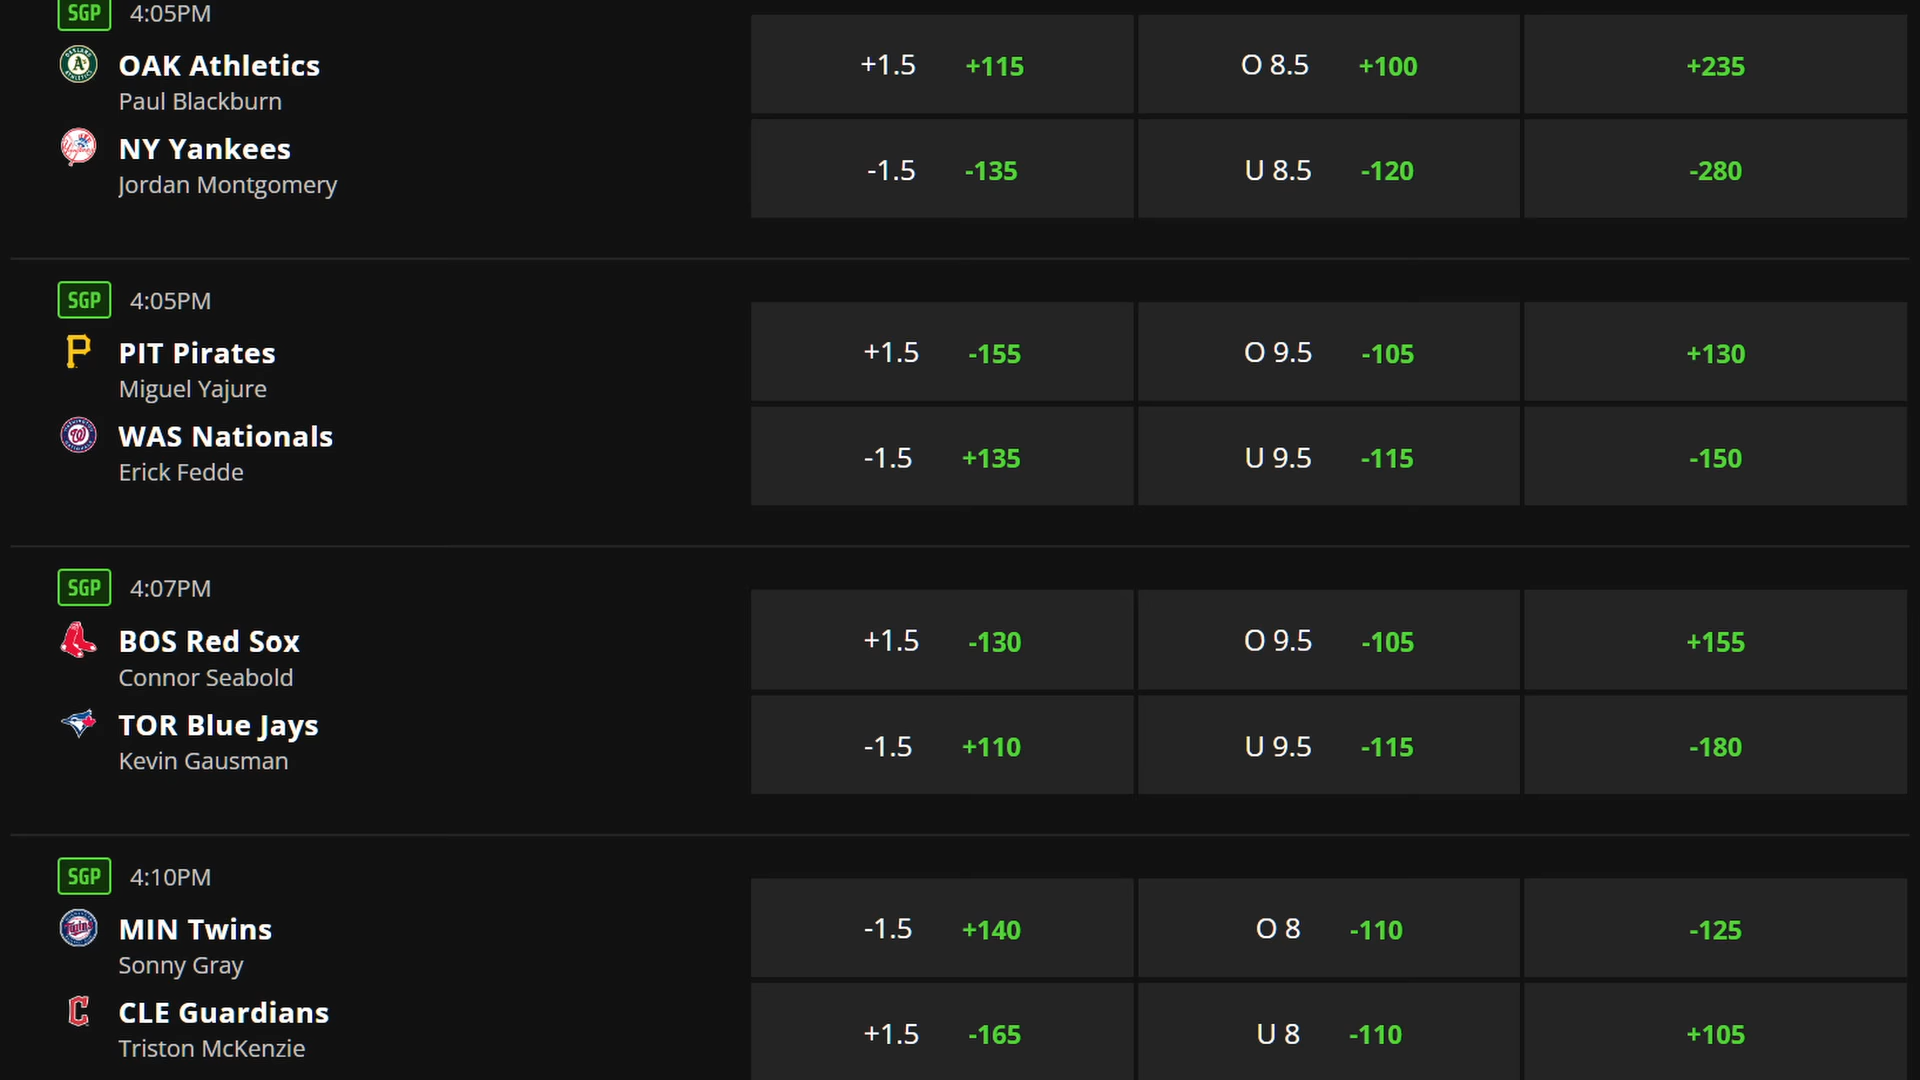 SGP 4:05PM
OAK Athletics +1.5 +115 O 8.5 +100 +235
Paul Blackburn
NY Yankees -1.5 -135 U 8.5 -120 -280
Jordan Montgomery
SGP 4:05PM
PIT Pirates +1.5 -155 O 9.5 -105 +130
Miguel Yajure
WAS Nationals -1.5 +135 U 9.5 -115 -150
Erick Fedde
SGP 4:07PM
BOS Red Sox +1.5 -130 O 9.5 -105 +155
Connor Seabold
TOR Blue Jays -1.5 +110 U 9.5 -115 -180
Kevin Gausman
SGP 4:10PM
MIN Twins -1.5 +140 O 8 -110 -125
Sonny Gray
CLE Guardians +1.5 -165 U 8 -110 +105
Triston McKenzie